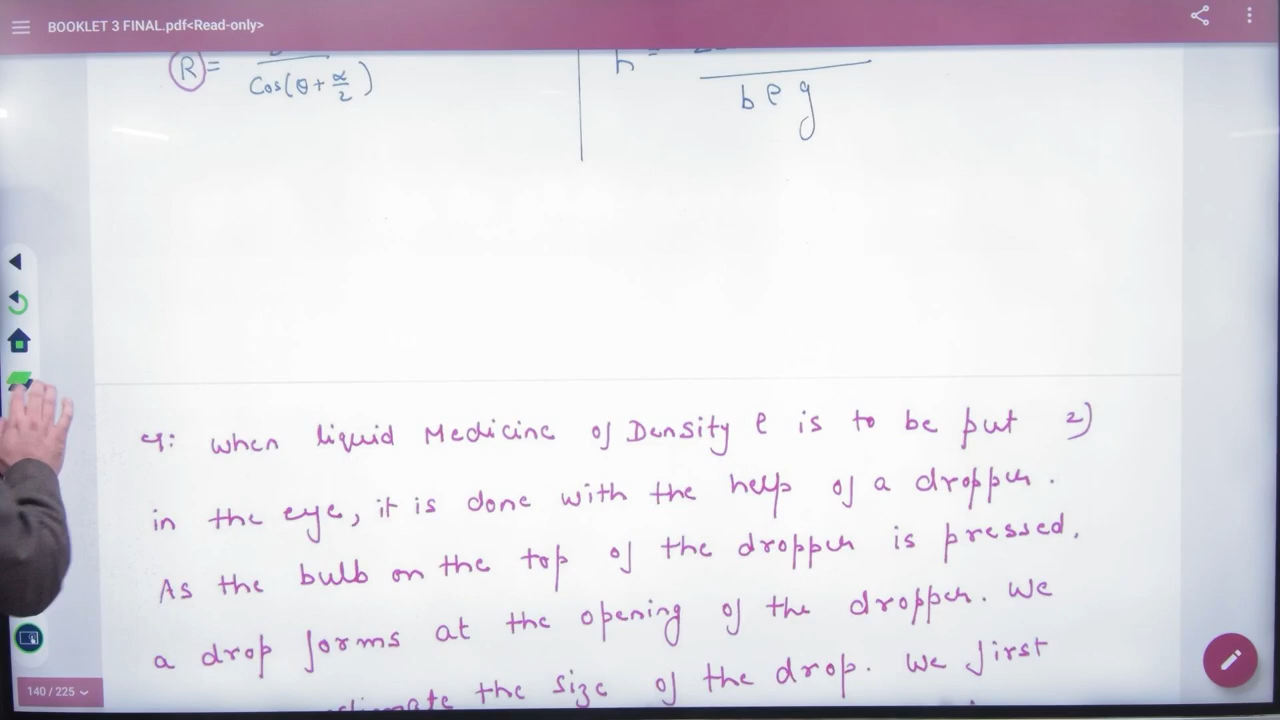 BOOKLET 3 FINAL.pdf<Read-only>
R =
Cos(θ + α/2)
h =
b ρ g
Q: When liquid Medicine of Density ρ is to be put 2)
in the eye, it is done with the help of a dropper.
As the bulb on the top of the dropper is pressed,
a drop forms at the opening of the dropper. We
the size of the drop. We first
140 / 225